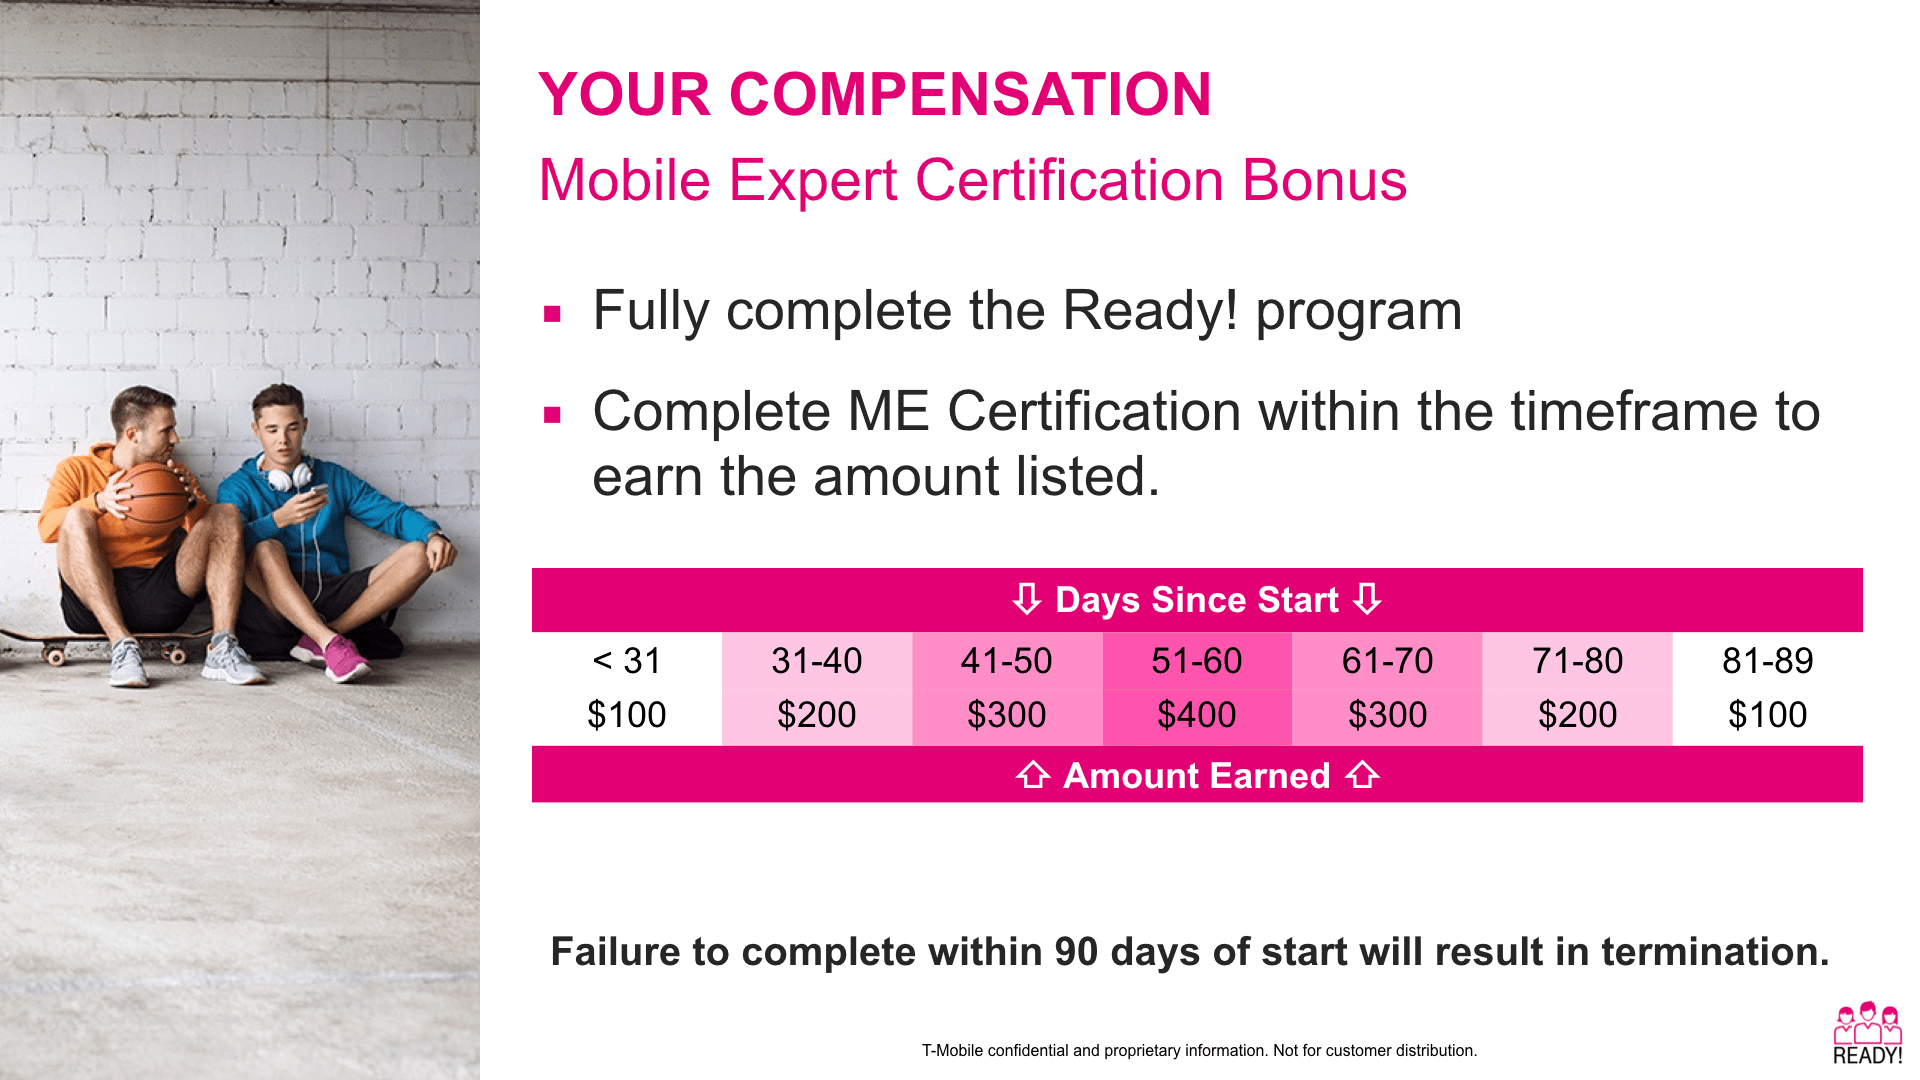 YOUR COMPENSATION
Mobile Expert Certification Bonus
▪ Fully complete the Ready! program
▪ Complete ME Certification within the timeframe to
earn the amount listed.
⇩ Days Since Start ⇩
< 31 31-40 41-50 51-60 61-70 71-80 81-89
$100 $200 $300 $400 $300 $200 $100
⇧ Amount Earned ⇧
Failure to complete within 90 days of start will result in termination.
T-Mobile confidential and proprietary information. Not for customer distribution.
READY!